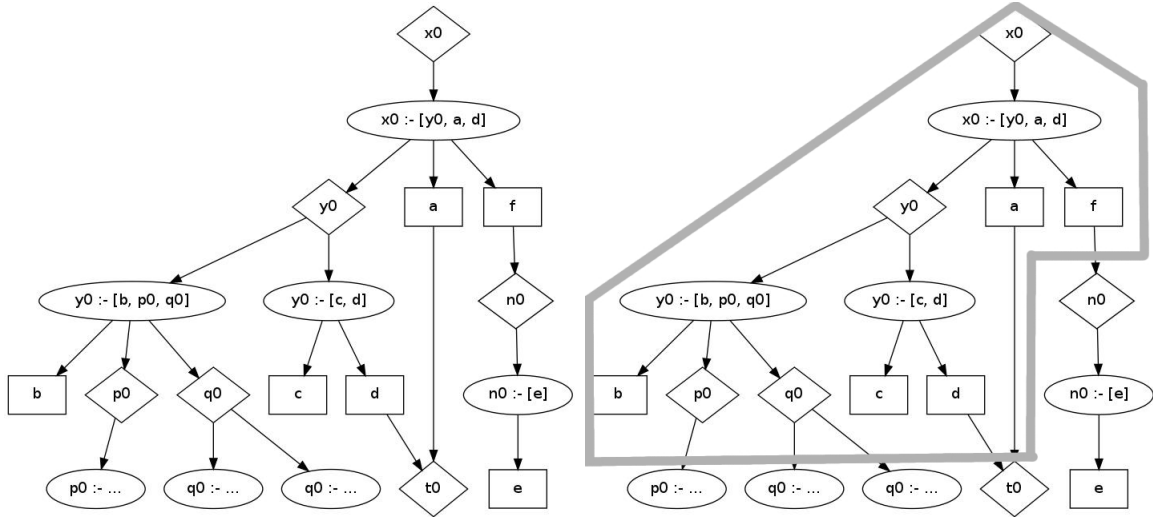 x0 x0
x0 :- [y0, a, d] x0 :- [y0, a, d]
y0 a f y0 a f
y0 :- [b, p0, q0] y0 :- [c, d] n0 y0 :- [b, p0, q0] y0 :- [c, d] n0
b p0 q0 c d n0 :- [e] b p0 q0 c d n0 :- [e]
p0 :- ... q0 :- ... q0 :- ... t0 e p0 :- ... q0 :- ... q0 :- ... t0 e